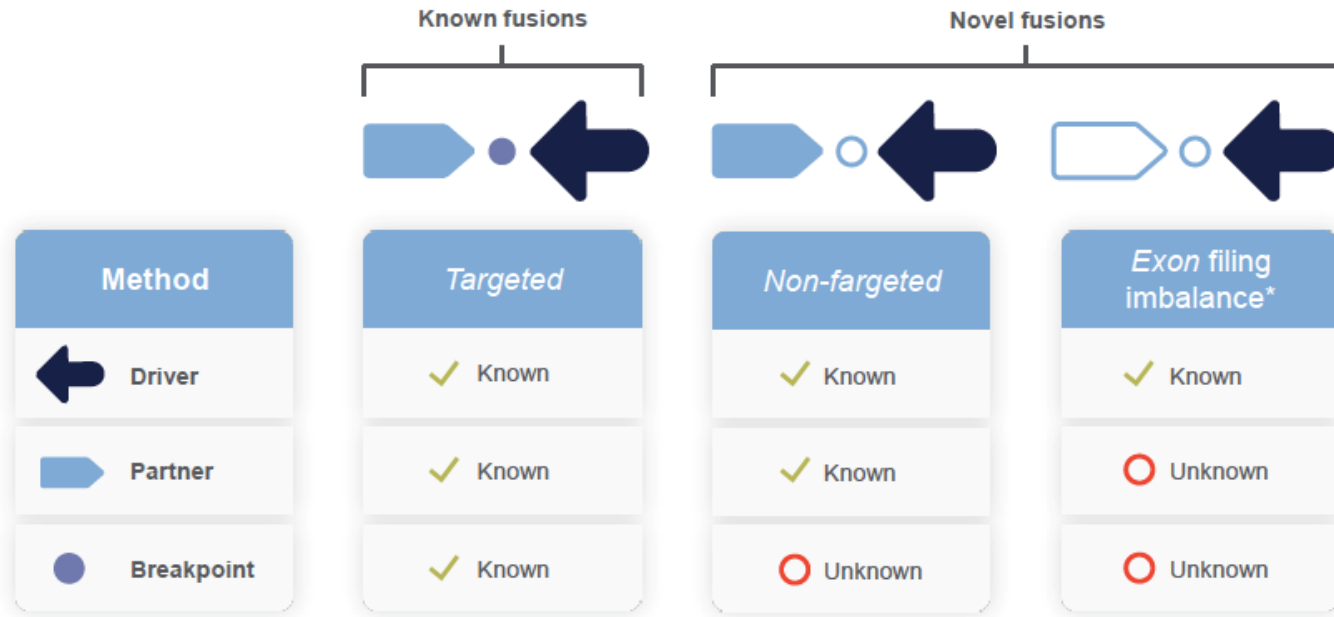 Known fusions
Novel fusions
Method
Targeted
Non-fargeted
Exon filing
imbalance*
Driver
Known
Known
Known
Partner
Known
Known
Unknown
Breakpoint
Known
Unknown
Unknown